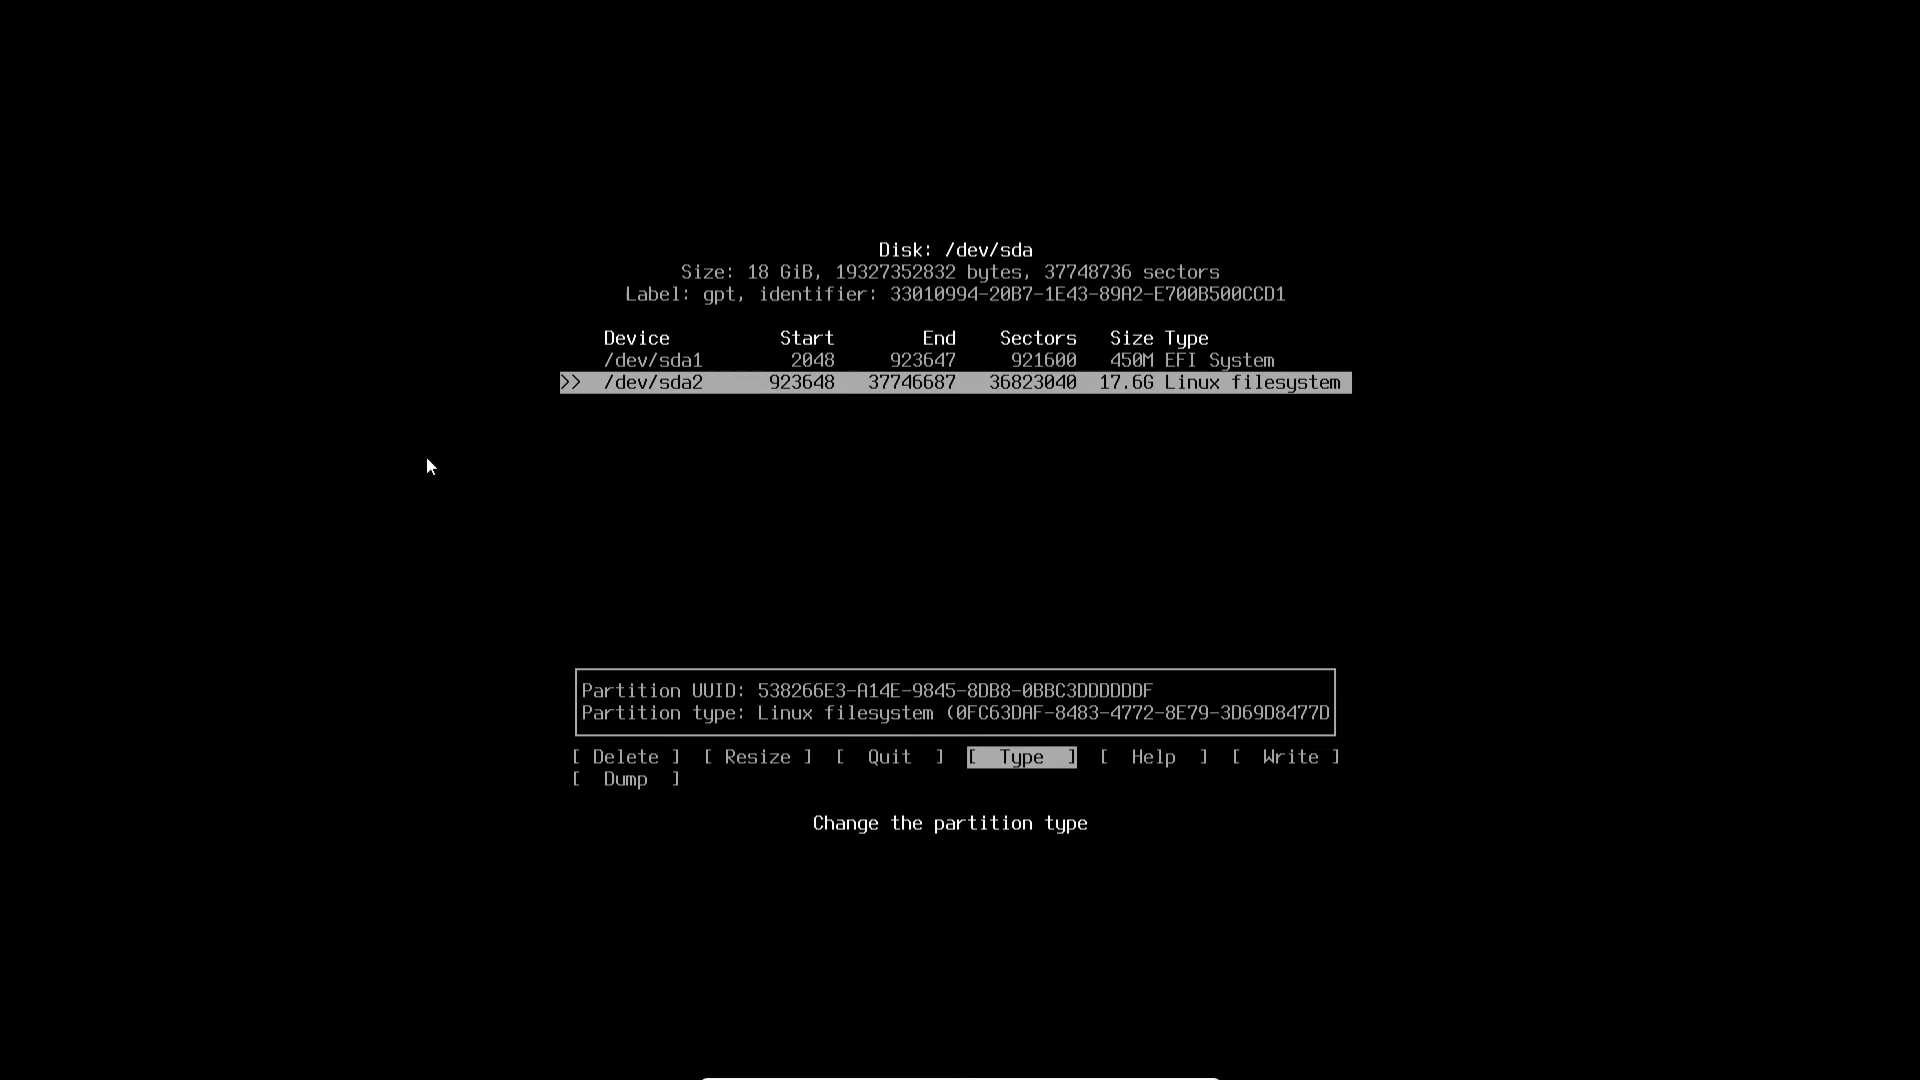 Disk: /dev/sda
Size: 18 GiB, 19327352832 bytes, 37748736 sectors
Label: gpt, identifier: 33010994-20B7-1E43-89A2-E700B500CCD1
Device Start End Sectors Size Type
/dev/sda1 2048 923647 921600 450M EFI System
>> /dev/sda2 923648 37746687 36823040 17.6G Linux filesystem
Partition UUID: 538266E3-A14E-9845-8DB8-0BBC3DDDDDDF
Partition type: Linux filesystem (0FC63DAF-8483-4772-8E79-3D69D8477D
[ Delete ] [ Resize ] [ Quit ] [ Type ] [ Help ] [ Write ]
[ Dump ]
Change the partition type